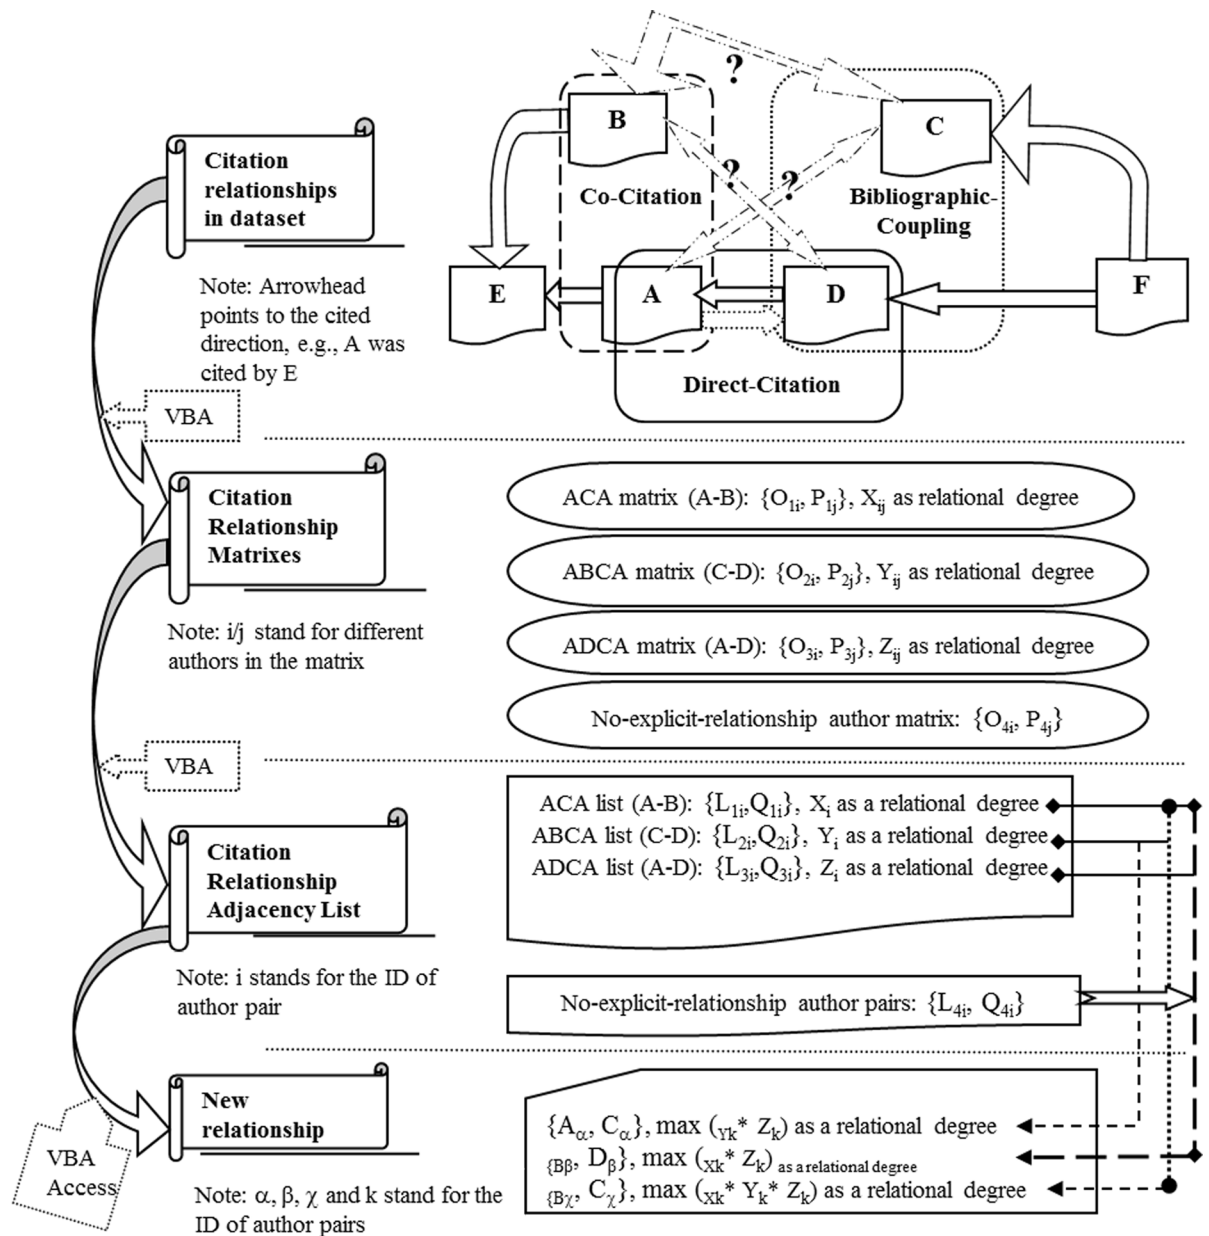 ?
B
C
Citation
relationships
in dataset
?
?
Co-Citation
Bibliographic-
Coupling
Note: Arrowhead
points to the cited
direction, e.g., A was
cited by E
E
A
D
F
Direct-Citation
VBA
Citation
Relationship
Matrixes
ACA matrix (A-B): {O1i, P1j}, Xij as relational degree
ABCA matrix (C-D): {O2i, P2j}, Yij as relational degree
Note: i/j stand for different
authors in the matrix
ADCA matrix (A-D): {O3i, P3j}, Zij as relational degree
No-explicit-relationship author matrix: {O4i, P4j}
VBA
ACA list (A-B): {L1i,Q1i}, Xi as a relational degree
ABCA list (C-D): {L2i,Q2i}, Yi as a relational degree
ADCA list (A-D): {L3i,Q3i}, Zi as a relational degree
Citation
Relationship
Adjacency List
Note: i stands for the ID of
author pair
No-explicit-relationship author pairs: {L4i, Q4i}
New
relationship
{Aα, Cα}, max (Yk* Zk) as a relational degree
{Bβ, Dβ}, max (Xk* Zk) as a relational degree
{Bχ, Cχ}, max (Xk* Yk* Zk) as a relational degree
VBA
Access
Note: α, β, χ and k stand for the
ID of author pairs